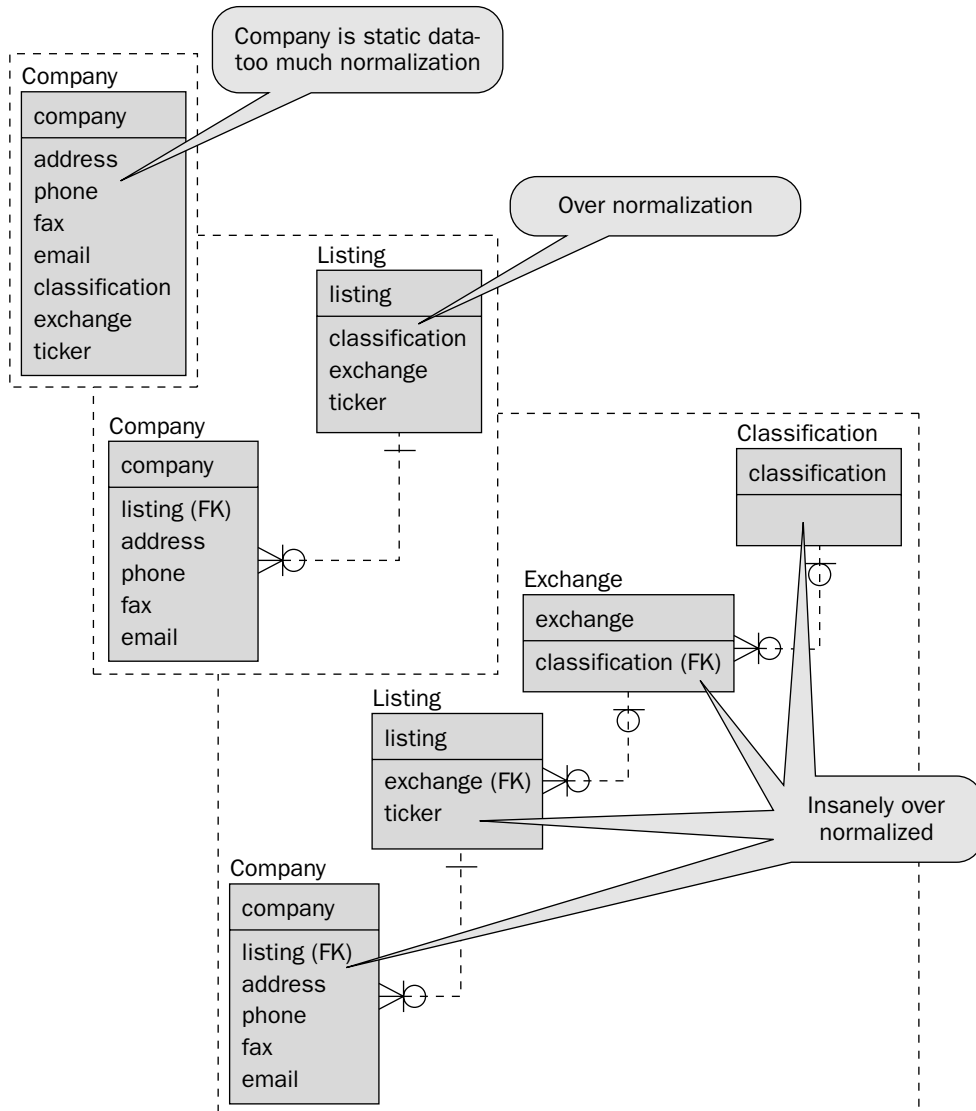 Company is static data-
too much normalization
Company
company
address
phone
fax
email
classification
exchange
ticker
Over normalization
Listing
listing
classification
exchange
ticker
Company
company
listing (FK)
address
phone
fax
email
Classification
classification
Exchange
exchange
classification (FK)
Listing
listing
exchange (FK)
ticker
Insanely over
normalized
Company
company
listing (FK)
address
phone
fax
email